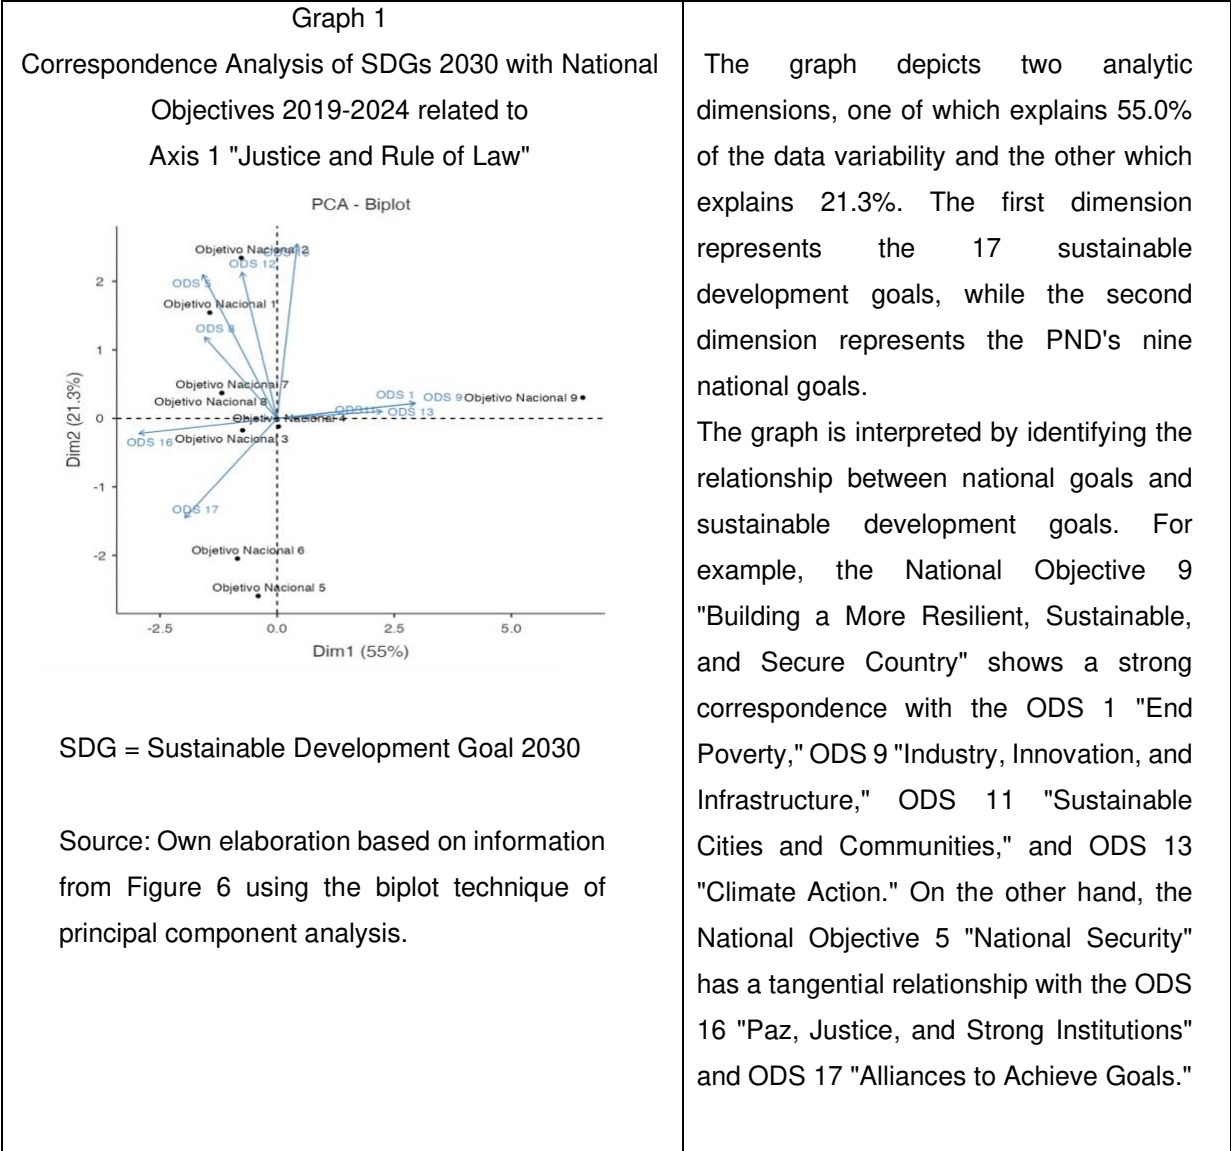 Graph 1
Correspondence Analysis of SDGs 2030 with National
Objectives 2019-2024 related to
Axis 1 "Justice and Rule of Law"
PCA - Biplot
Objetivo Nacional 2
ODS 12
ODS 5
Objetivo Nacional 1
ODS 8
Objetivo Nacional 7
Objetivo Nacional 8
Objetivo Nacional 4
Objetivo Nacional 3
ODS 1
ODS 9
Objetivo Nacional 9
ODS11
ODS 13
ODS 16
ODS 17
Objetivo Nacional 6
Objetivo Nacional 5
2
1
0
-1
-2
Dim2 (21.3%)
-2.5
0.0
2.5
5.0
Dim1 (55%)
SDG = Sustainable Development Goal 2030
Source: Own elaboration based on information
from Figure 6 using the biplot technique of
principal component analysis.
The graph depicts two analytic
dimensions, one of which explains 55.0%
of the data variability and the other which
explains 21.3%. The first dimension
represents the 17 sustainable
development goals, while the second
dimension represents the PND's nine
national goals.
The graph is interpreted by identifying the
relationship between national goals and
sustainable development goals. For
example, the National Objective 9
"Building a More Resilient, Sustainable,
and Secure Country" shows a strong
correspondence with the ODS 1 "End
Poverty," ODS 9 "Industry, Innovation, and
Infrastructure," ODS 11 "Sustainable
Cities and Communities," and ODS 13
"Climate Action." On the other hand, the
National Objective 5 "National Security"
has a tangential relationship with the ODS
16 "Paz, Justice, and Strong Institutions"
and ODS 17 "Alliances to Achieve Goals."